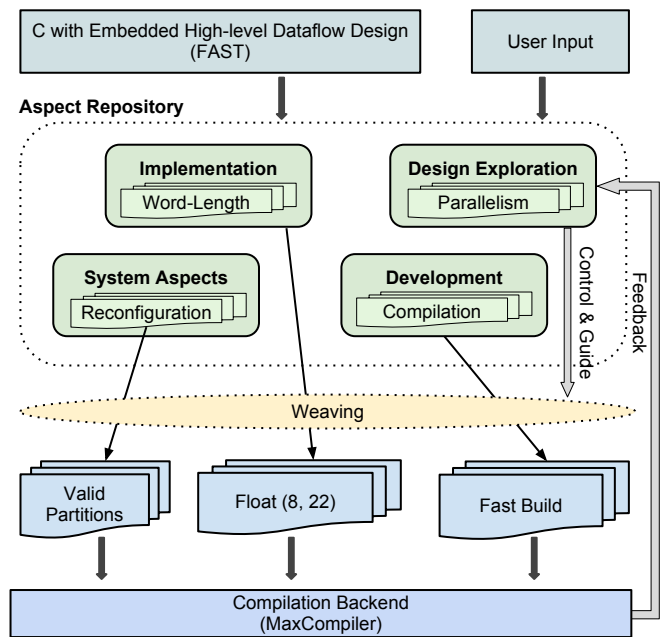 C with Embedded High-level Dataflow Design
(FAST)
User Input
Aspect Repository
Implementation
Word-Length
Design Exploration
Parallelism
System Aspects
Reconfiguration
Development
Compilation
Control & Guide
Feedback
Weaving
Valid
Partitions
Float (8, 22)
Fast Build
Compilation Backend
(MaxCompiler)